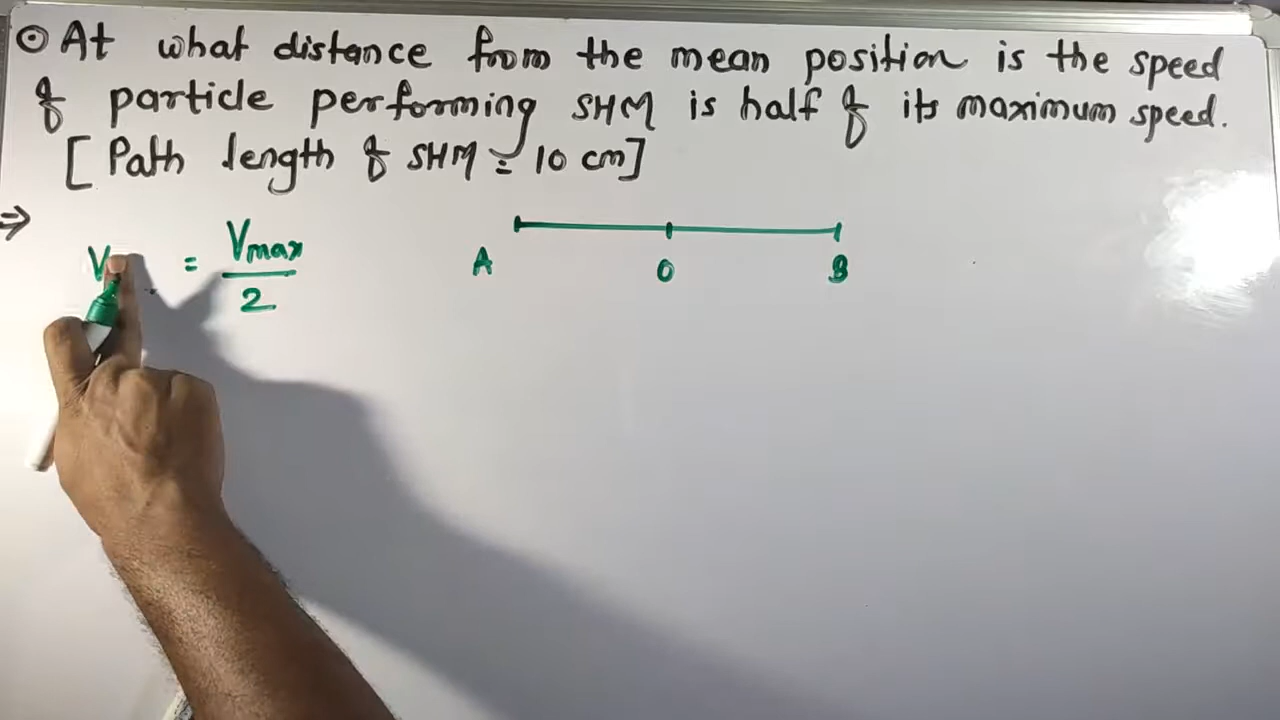 ⊙ At what distance from the mean position is the speed
of particle performing SHM is half of its maximum speed.
[ Path length of SHM = 10 cm]
⇒
V = Vmax
2
A O B